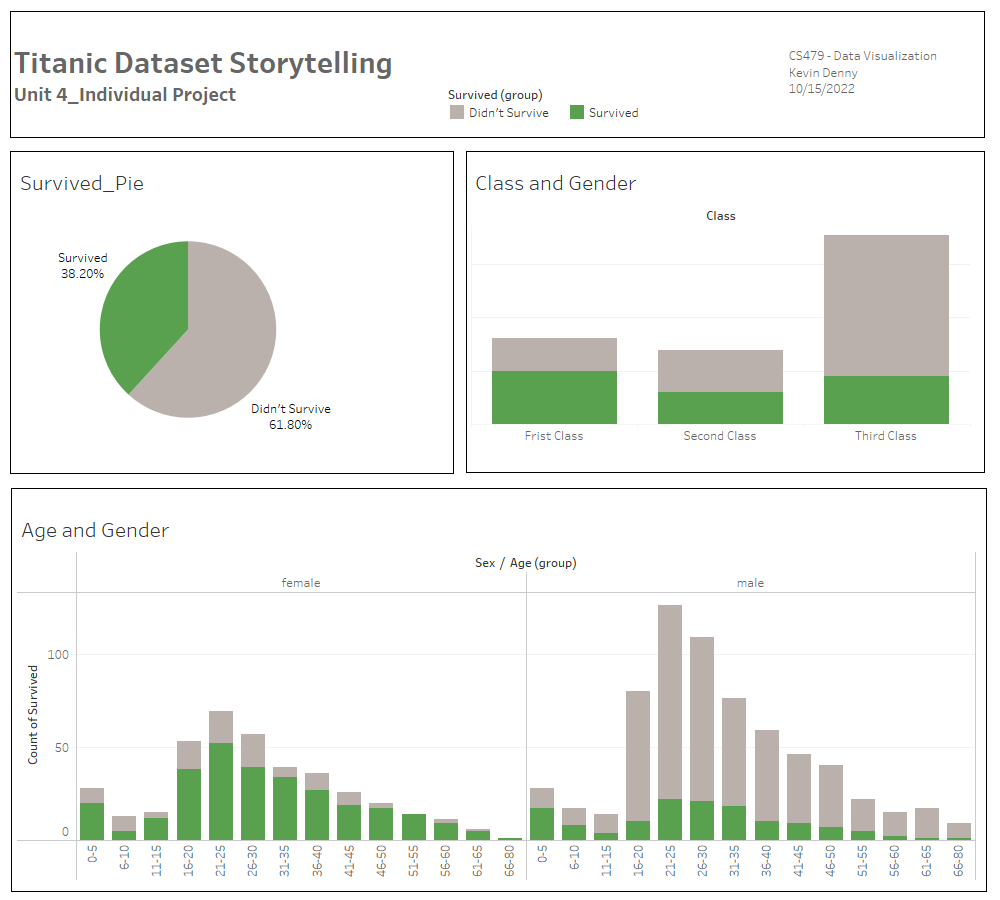 Titanic Dataset Storytelling
Unit 4_Individual Project
Survived (group)
Didn't Survive Survived
CS479 - Data Visualization
Kevin Denny
10/15/2022
Survived_Pie
Survived
38.20%
Didn't Survive
61.80%
Class and Gender
Class
Frist Class Second Class Third Class
Age and Gender
Sex / Age (group)
female male
Count of Survived
100
50
0
0-5 6-10 11-15 16-20 21-25 26-30 31-35 36-40 41-45 46-50 51-55 56-60 61-65 66-80 0-5 6-10 11-15 16-20 21-25 26-30 31-35 36-40 41-45 46-50 51-55 56-60 61-65 66-80